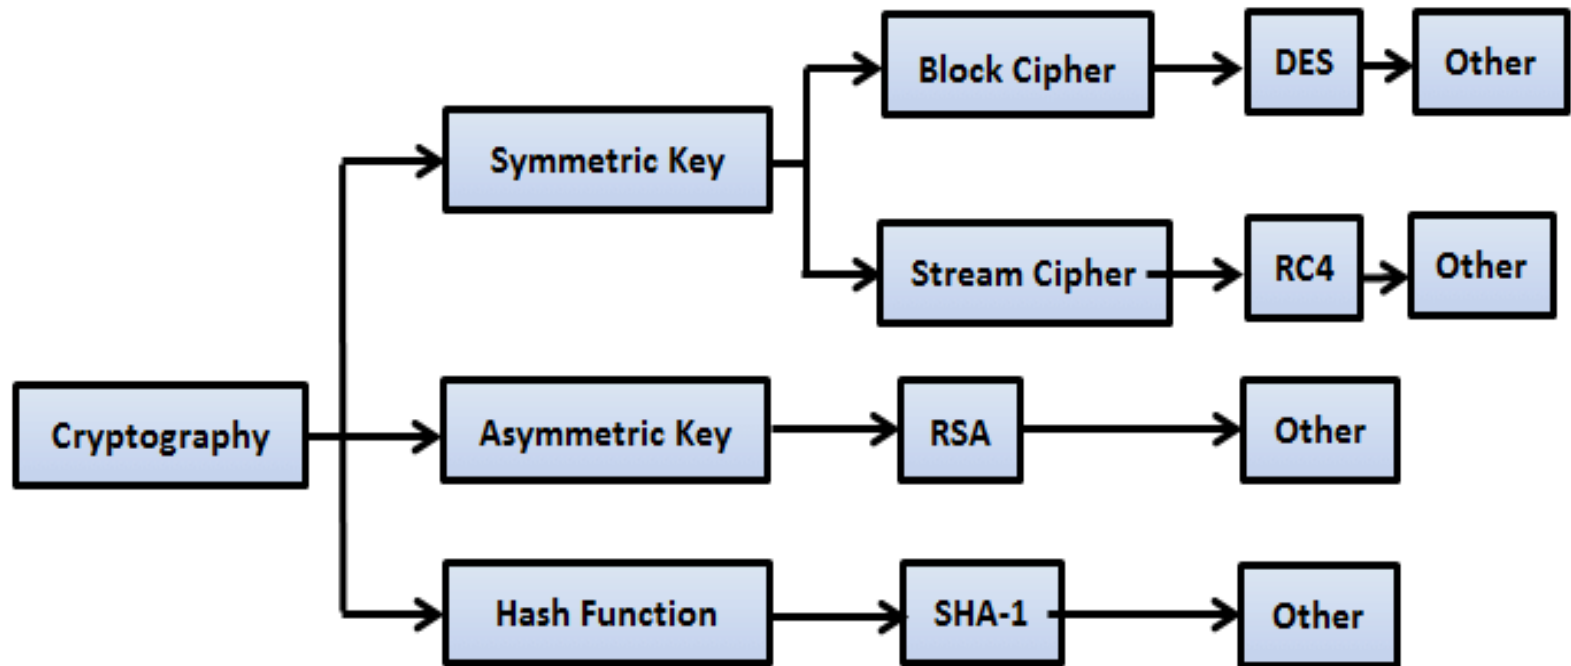 Block Cipher
DES
Other
Symmetric Key
Stream Cipher
RC4
Other
Cryptography
Asymmetric Key
RSA
Other
Hash Function
SHA-1
Other